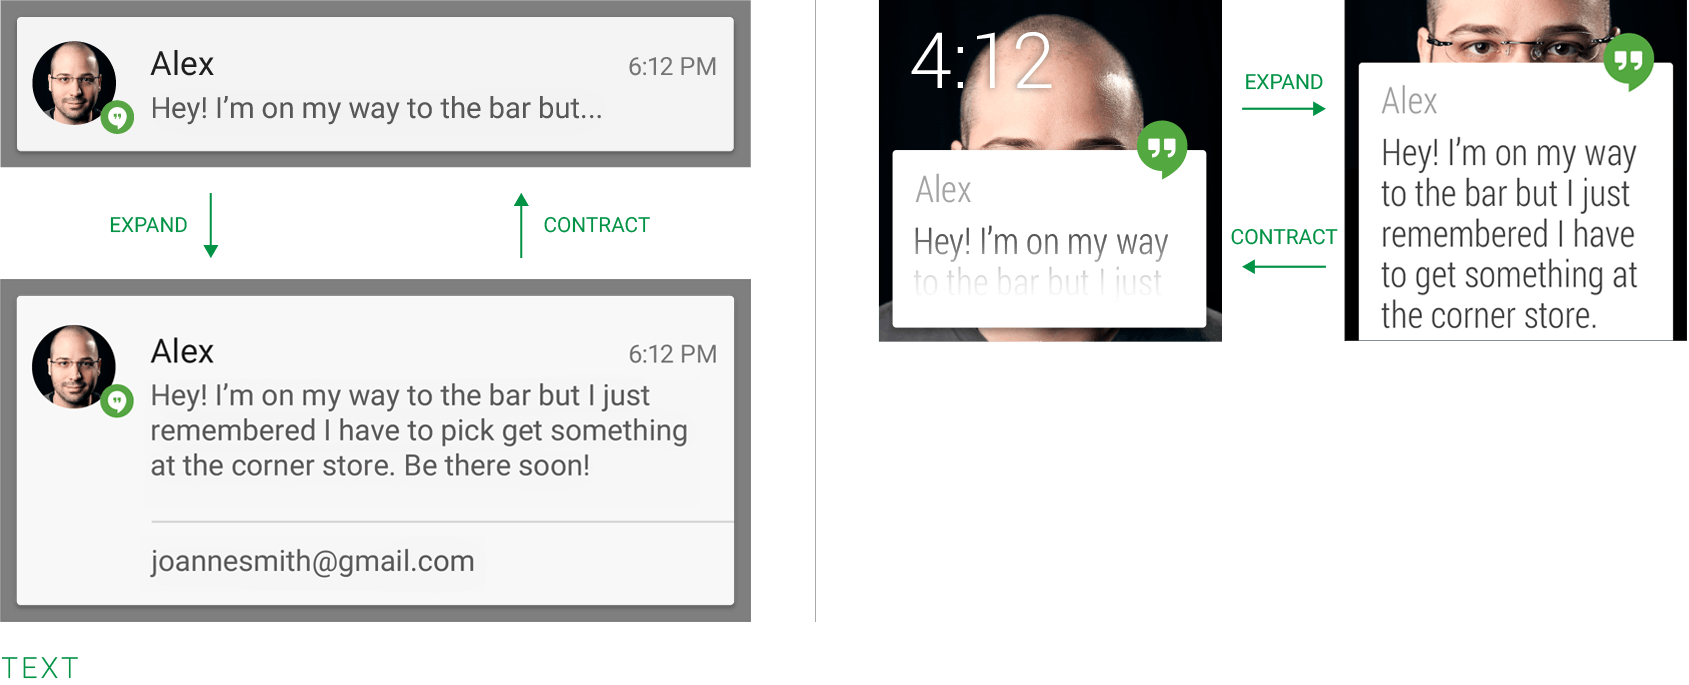 Alex
6:12 PM
Hey! I'm on my way to the bar but...
EXPAND
CONTRACT
Alex
6:12 PM
Hey! I'm on my way to the bar but I just
remembered I have to pick get something
at the corner store. Be there soon!
joannesmith@gmail.com
TEXT
4:12
Alex
Hey! I'm on my way
to the bar but I just
EXPAND
CONTRACT
Alex
Hey! I'm on my way
to the bar but I just
remembered I have
to get something at
the corner store.